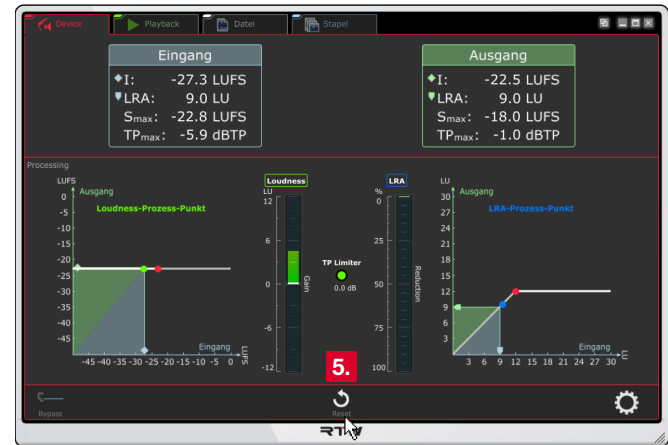 Device
Playback
Datei
Stapel
Eingang
I: -27.3 LUFS
LRA: 9.0 LU
Smax: -22.8 LUFS
TPmax: -5.9 dBTP
Ausgang
I: -22.5 LUFS
LRA: 9.0 LU
Smax: -18.0 LUFS
TPmax: -1.0 dBTP
Processing
LUFS
Ausgang
Loudness-Prozess-Punkt
0
-5
-10
-15
-20
-25
-30
-35
-40
-45
Eingang
-45 -40 -35 -30 -25 -20 -15 -10 -5 0
LUFS
Loudness
LU
12
6
0
-6
-12
Gain
TP Limiter
0.0 dB
LRA
%
0
25
50
75
100
Reduction
LU
Ausgang
LRA-Prozess-Punkt
30
27
24
21
18
15
12
9
6
3
Eingang
3 6 9 12 15 18 21 24 27 30
LU
5.
Bypass
Reset
RTW